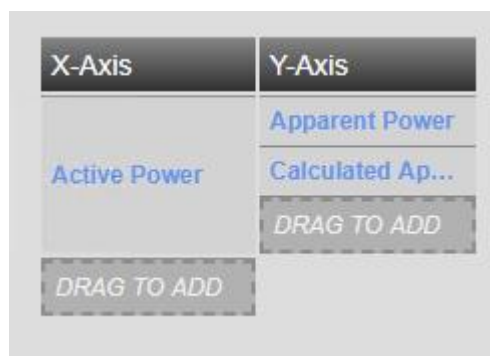 X-Axis Y-Axis
Apparent Power
Active Power Calculated Ap...
DRAG TO ADD
DRAG TO ADD